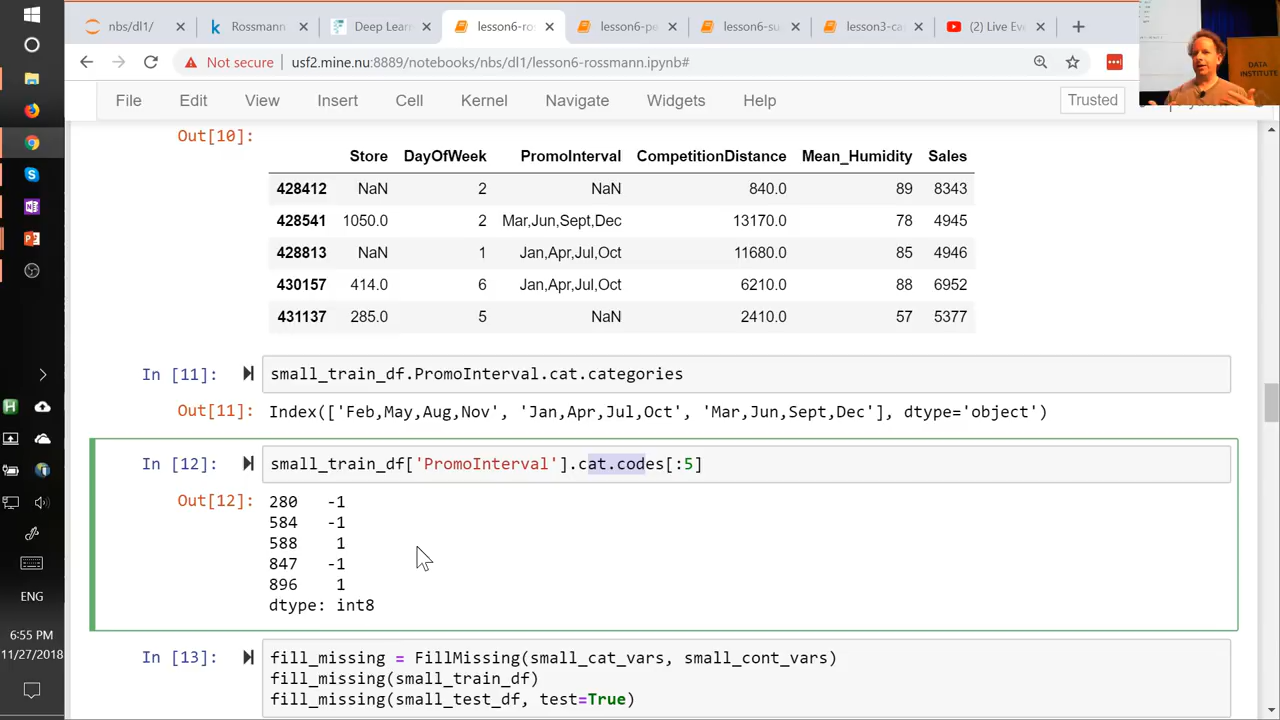 nbs/dl1/
Rossmann
Deep Learn
lesson6-ro
lesson6-pe
lesson6-su
lesson3-ca
(2) Live Eve
Not secure
usf2.mine.nu:8889/notebooks/nbs/dl1/lesson6-rossmann.ipynb#
DATA
INSTITUTE
File Edit View Insert Cell Kernel Navigate Widgets Help
Trusted
Out[10]:
Store DayOfWeek PromoInterval CompetitionDistance Mean_Humidity Sales
428412 NaN 2 NaN 840.0 89 8343
428541 1050.0 2 Mar,Jun,Sept,Dec 13170.0 78 4945
428813 NaN 1 Jan,Apr,Jul,Oct 11680.0 85 4946
430157 414.0 6 Jan,Apr,Jul,Oct 6210.0 88 6952
431137 285.0 5 NaN 2410.0 57 5377
In [11]: small_train_df.PromoInterval.cat.categories
Out[11]: Index(['Feb,May,Aug,Nov', 'Jan,Apr,Jul,Oct', 'Mar,Jun,Sept,Dec'], dtype='object')
In [12]: small_train_df['PromoInterval'].cat.codes[:5]
Out[12]: 280 -1
584 -1
588 1
847 -1
896 1
dtype: int8
In [13]: fill_missing = FillMissing(small_cat_vars, small_cont_vars)
fill_missing(small_train_df)
fill_missing(small_test_df, test=True)
ENG
6:55 PM
11/27/2018